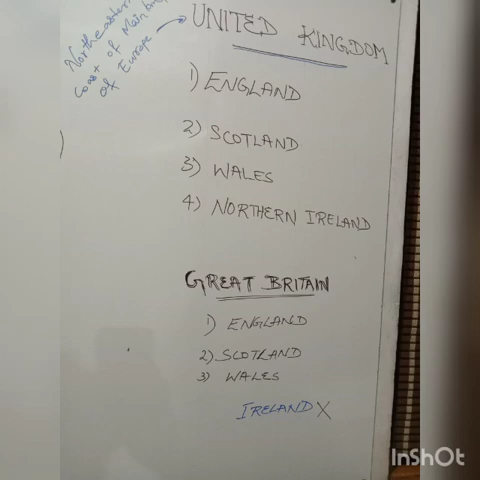 Northeastern
Coast of Main
of Europe →
UNITED KINGDOM
1) ENGLAND
2) SCOTLAND
3) WALES
4) NORTHERN IRELAND
GREAT BRITAIN
1) ENGLAND
2) SCOTLAND
3) WALES
IRELAND X
InShOt